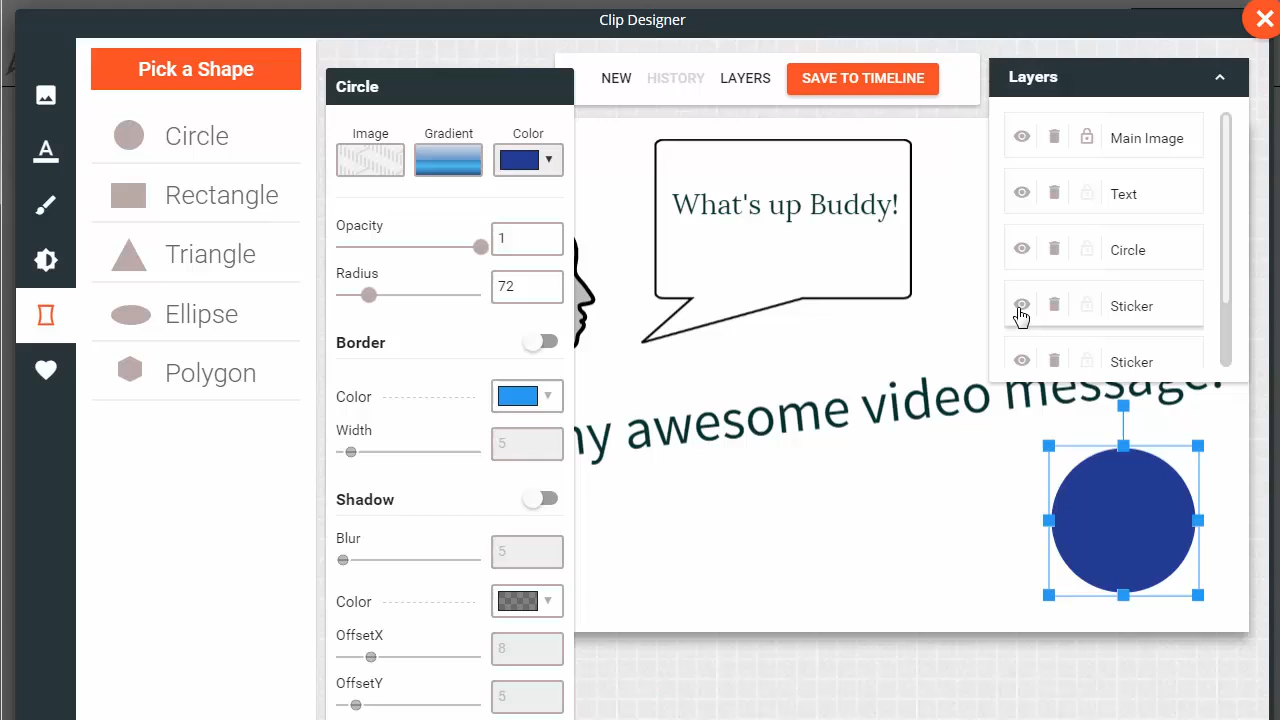 Clip Designer
Pick a Shape
Circle
Rectangle
Triangle
Ellipse
Polygon
Circle
Image
Gradient
Color
Opacity
1
Radius
72
Border
Color
Width
5
Shadow
Blur
5
Color
OffsetX
8
OffsetY
5
NEW
HISTORY
LAYERS
SAVE TO TIMELINE
What's up Buddy!
my awesome video message!
Layers
Main Image
Text
Circle
Sticker
Sticker